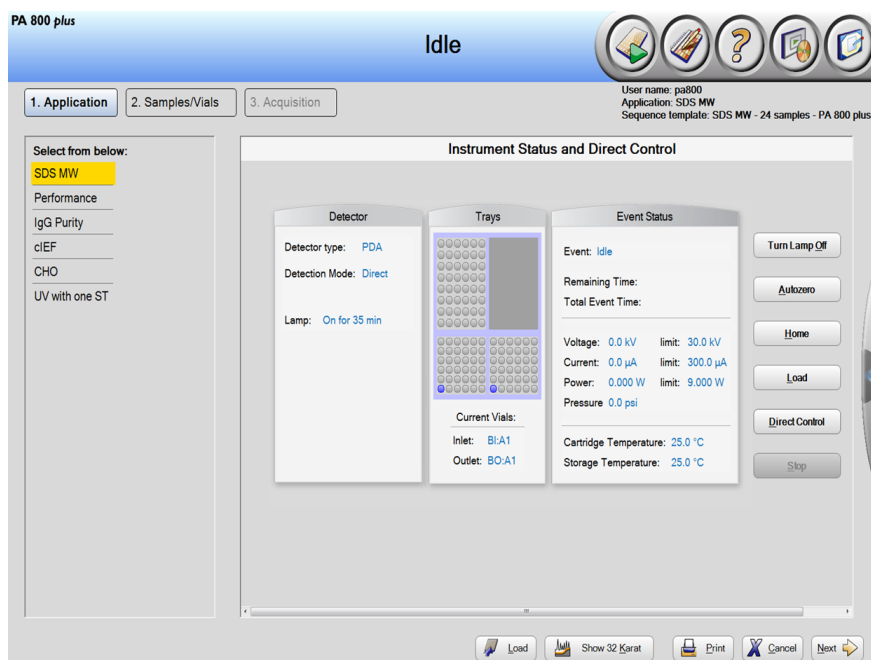 PA 800 plus
Idle
User name: pa800
Application: SDS MW
Sequence template: SDS MW - 24 samples - PA 800 plus
1. Application
2. Samples/Vials
3. Acquisition
Select from below:
SDS MW
Performance
IgG Purity
cIEF
CHO
UV with one ST
Instrument Status and Direct Control
Detector
Detector type: PDA
Detection Mode: Direct
Lamp: On for 35 min
Trays
Current Vials:
Inlet: BI:A1
Outlet: BO:A1
Event Status
Event: Idle
Remaining Time:
Total Event Time:
Voltage: 0.0 kV limit: 30.0 kV
Current: 0.0 µA limit: 300.0 µA
Power: 0.000 W limit: 9.000 W
Pressure 0.0 psi
Cartridge Temperature: 25.0 °C
Storage Temperature: 25.0 °C
Turn Lamp Off
Autozero
Home
Load
Direct Control
Stop
Load
Show 32 Karat
Print
Cancel
Next